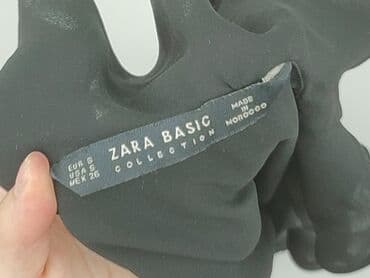 EUR S
USA S
MEX 26
ZARA BASIC
COLLECTION
MADE
IN
MOROCCO